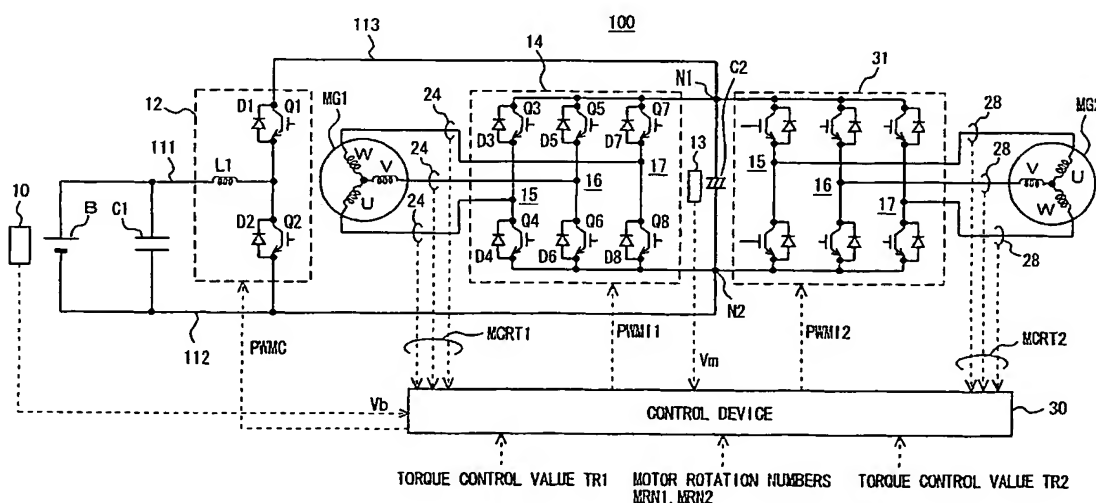 100
113
14
C2
31
12
D1
Q1
MG1
24
Q3
Q5
Q7
N1
28
MG2
D3
D5
D7
111
L1
W
V
U
24
13
15
28
10
B
C1
15
16
17
16
V
U
W
D2
Q2
24
Q4
Q6
Q8
17
28
D4
D6
D8
N2
112
PWMC
MCRT1
PWMI1
Vm
PWMI2
MCRT2
Vb
CONTROL DEVICE
30
TORQUE CONTROL VALUE TR1
MOTOR ROTATION NUMBERS
MRN1, MRN2
TORQUE CONTROL VALUE TR2